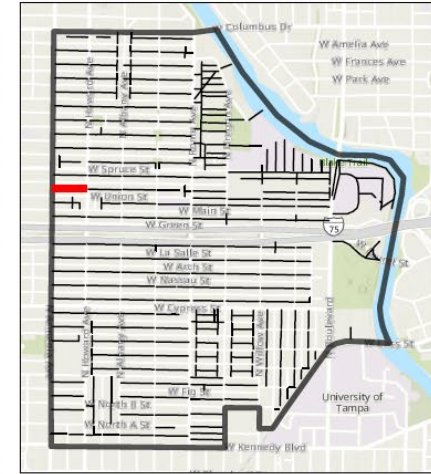 W Columbus Dr
W Amelia Ave
W Frances Ave
W Park Ave
N Howard Ave
N Albany Ave
W Spruce St
W Union St
W Main St
W Green St
75
W La Salle St
W Arch St
W Nassau St
W Cypress St
N Howard Ave
N Albany Ave
N Willow Ave
W Fig St
W North B St
W North A St
W Kennedy Blvd
University of
Tampa